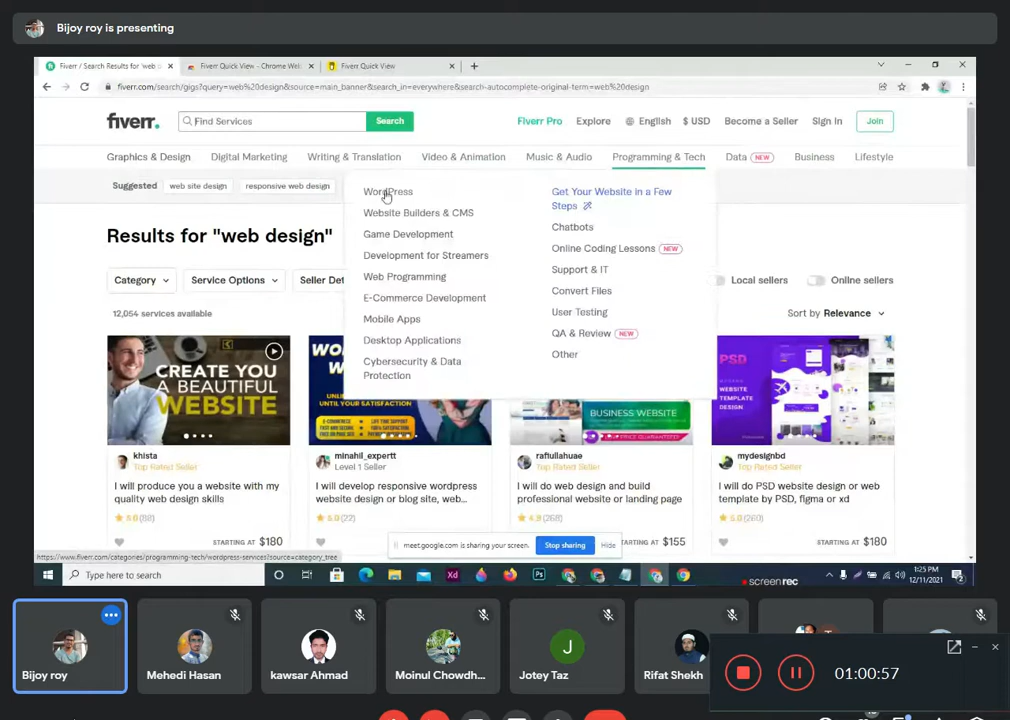 Bijoy roy is presenting
Fiverr / Search Results for 'web d
Fiverr Quick View - Chrome Web
Fiverr Quick View
fiverr.com/search/gigs?query=web%20design&source=main_banner&search_in=everywhere&search-autocomplete-original-term=web%20design
fiverr.
Find Services
Search
Fiverr Pro
Explore
English
$ USD
Become a Seller
Sign In
Join
Graphics & Design
Digital Marketing
Writing & Translation
Video & Animation
Music & Audio
Programming & Tech
Data NEW
Business
Lifestyle
Suggested
web site design
responsive web design
WordPress
Website Builders & CMS
Game Development
Development for Streamers
Web Programming
E-Commerce Development
Mobile Apps
Desktop Applications
Cybersecurity & Data
Protection
Get Your Website in a Few
Steps
Chatbots
Online Coding Lessons NEW
Support & IT
Convert Files
User Testing
QA & Review NEW
Other
Results for "web design"
Category
Service Options
Seller Det
Local sellers
Online sellers
12,054 services available
Sort by Relevance
CREATE YOU
A BEAUTIFUL
WEBSITE
khista
Top Rated Seller
I will produce you a website with my
quality web design skills
5.0 (88)
STARTING AT $180
UNTIL YOUR SATISFACTION
minahil_expertt
Level 1 Seller
I will develop responsive wordpress
website design or blog site, web...
5.0 (22)
BUSINESS WEBSITE
rafiullahuae
Top Rated Seller
I will do web design and build
professional website or landing page
4.9 (268)
STARTING AT $155
PSD
WEBSITE
TEMPLATE
DESIGN
mydesignbd
Top Rated Seller
I will do PSD website design or web
template by PSD, figma or xd
5.0 (260)
STARTING AT $180
meet.google.com is sharing your screen.
Stop sharing
Hide
https://www.fiverr.com/categories/programming-tech/wordpress-services?source=category_tree
Type here to search
Xd
Ps
1:25 PM
12/11/2021
2
screenrec
Bijoy roy
Mehedi Hasan
kawsar Ahmad
Moinul Chowdh...
J
Jotey Taz
Rifat Shekh
01:00:57